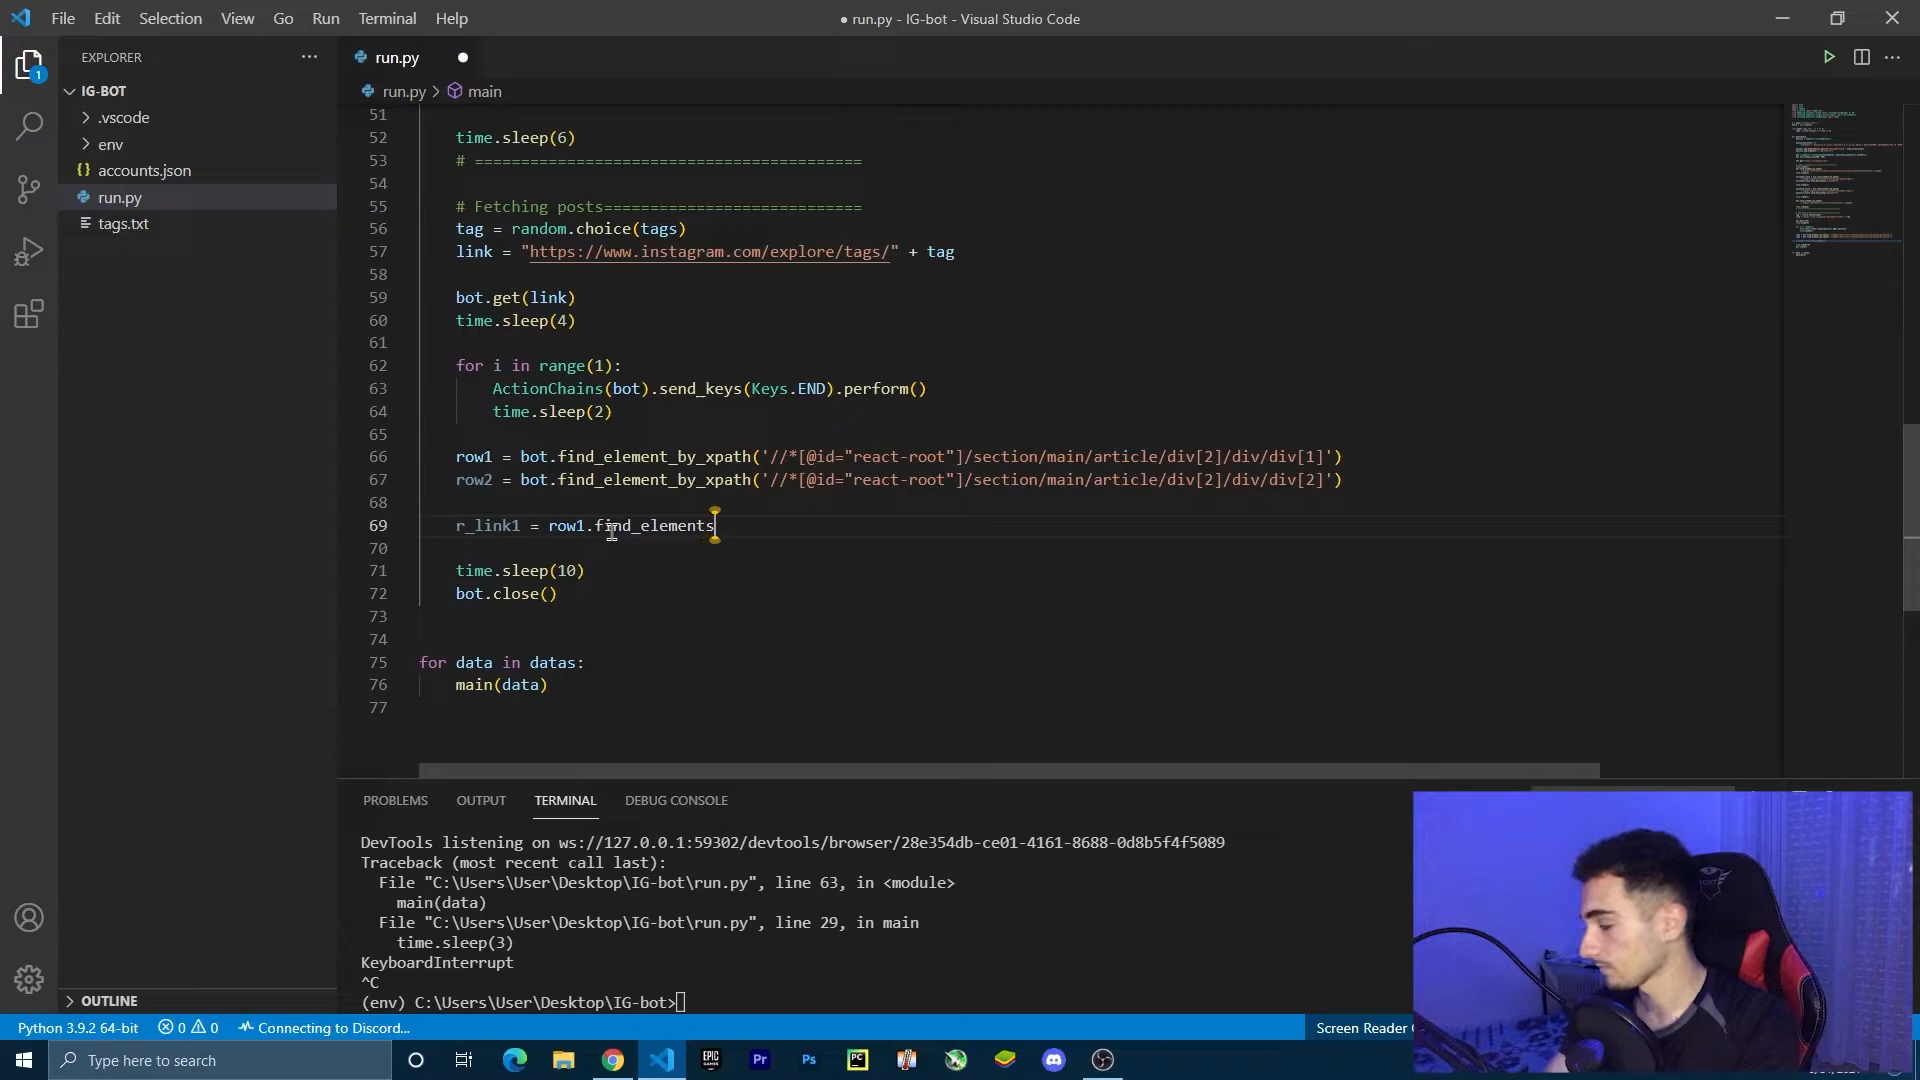 File Edit Selection View Go Run Terminal Help
● run.py - IG-bot - Visual Studio Code
EXPLORER
run.py
1
IG-BOT
run.py > main
.vscode
env
accounts.json
run.py
tags.txt
51
52 time.sleep(6)
53 # ==========================================
54
55 # Fetching posts============================
56 tag = random.choice(tags)
57 link = "https://www.instagram.com/explore/tags/" + tag
58
59 bot.get(link)
60 time.sleep(4)
61
62 for i in range(1):
63 ActionChains(bot).send_keys(Keys.END).perform()
64 time.sleep(2)
65
66 row1 = bot.find_element_by_xpath('//*[@id="react-root"]/section/main/article/div[2]/div/div[1]')
67 row2 = bot.find_element_by_xpath('//*[@id="react-root"]/section/main/article/div[2]/div/div[2]')
68
69 r_link1 = row1.find_elements
70
71 time.sleep(10)
72 bot.close()
73
74
75 for data in datas:
76 main(data)
77
PROBLEMS OUTPUT TERMINAL DEBUG CONSOLE
DevTools listening on ws://127.0.0.1:59302/devtools/browser/28e354db-ce01-4161-8688-0d8b5f4f5089
Traceback (most recent call last):
File "C:\Users\User\Desktop\IG-bot\run.py", line 63, in <module>
main(data)
File "C:\Users\User\Desktop\IG-bot\run.py", line 29, in main
time.sleep(3)
KeyboardInterrupt
^C
(env) C:\Users\User\Desktop\IG-bot>
OUTLINE
Python 3.9.2 64-bit 0 0 Connecting to Discord... Screen Reader
Type here to search
EPIC GAMES
Pr
Ps
PC